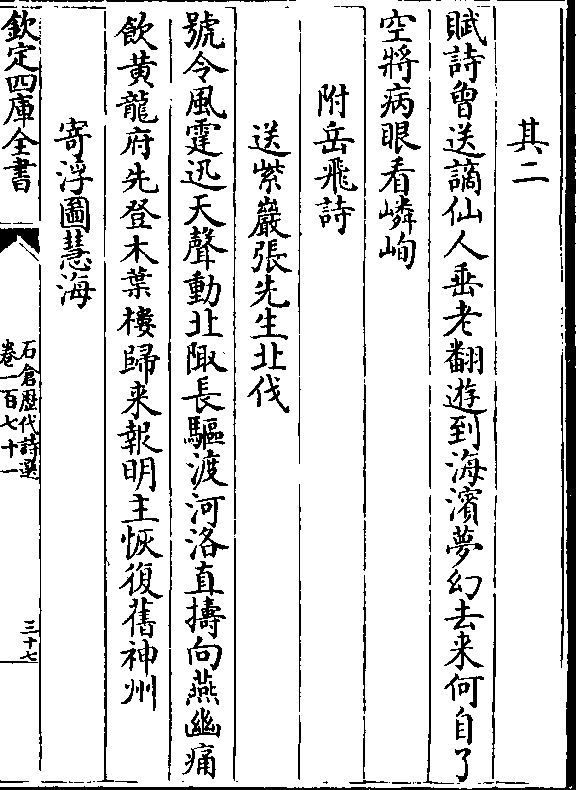 其二
賦詩曾送謫仙人垂老翻遊到海濱夢幻去来何自了
空將病眼看嶙峋
附岳飛詩
送紫巖張先生北伐
號令風霆迅天聲動北陬長驅渡河洛直擣向燕幽痛
飲黄龍府先登木葉樓歸来報明主恢復舊神州
寄浮圖慧海
欽定四庫全書
石倉歴代詩選
卷一百七十一
三十七